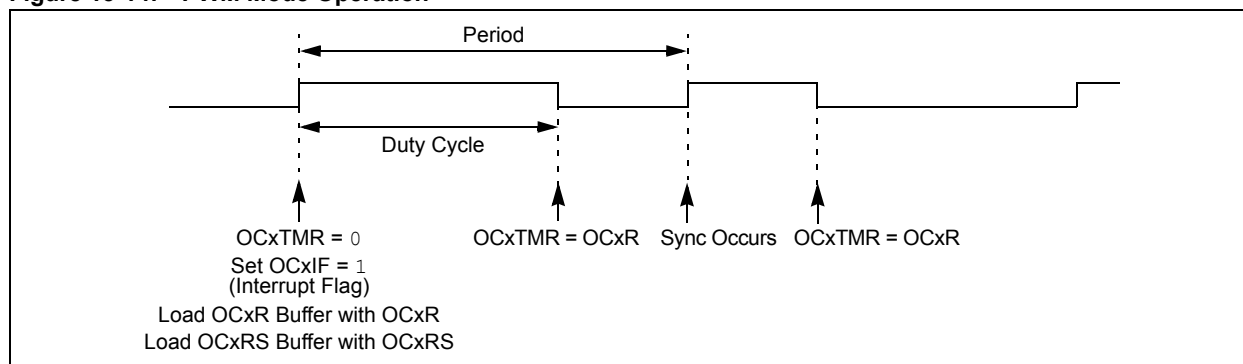 Period
Duty Cycle
OCxTMR = 0
Set OCxIF = 1
(Interrupt Flag)
Load OCxR Buffer with OCxR
Load OCxRS Buffer with OCxRS
OCxTMR = OCxR
Sync Occurs
OCxTMR = OCxR